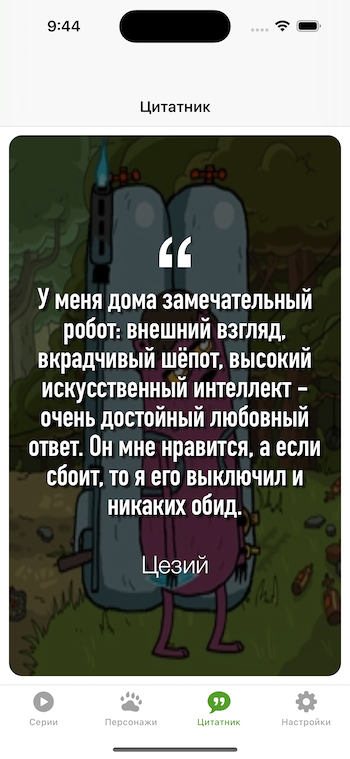 9:44
Цитатник
“
У меня дома замечательный
робот: внешний взгляд,
вкрадчивый шёпот, высокий
искусственный интеллект –
очень достойный любовный
ответ. Он мне нравится, а если
сбоит, то я его выключил и
никаких обид.
Цезий
Серии Персонажи Цитатник Настройки